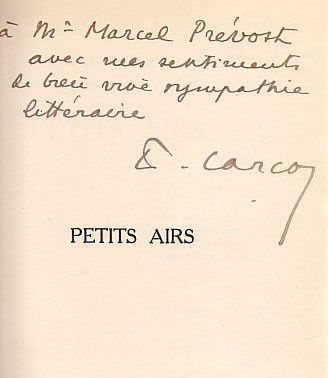 à Mr Marcel Prévost
avec mes sentiments
de bien vive sympathie
littéraire
F. Carco
PETITS AIRS